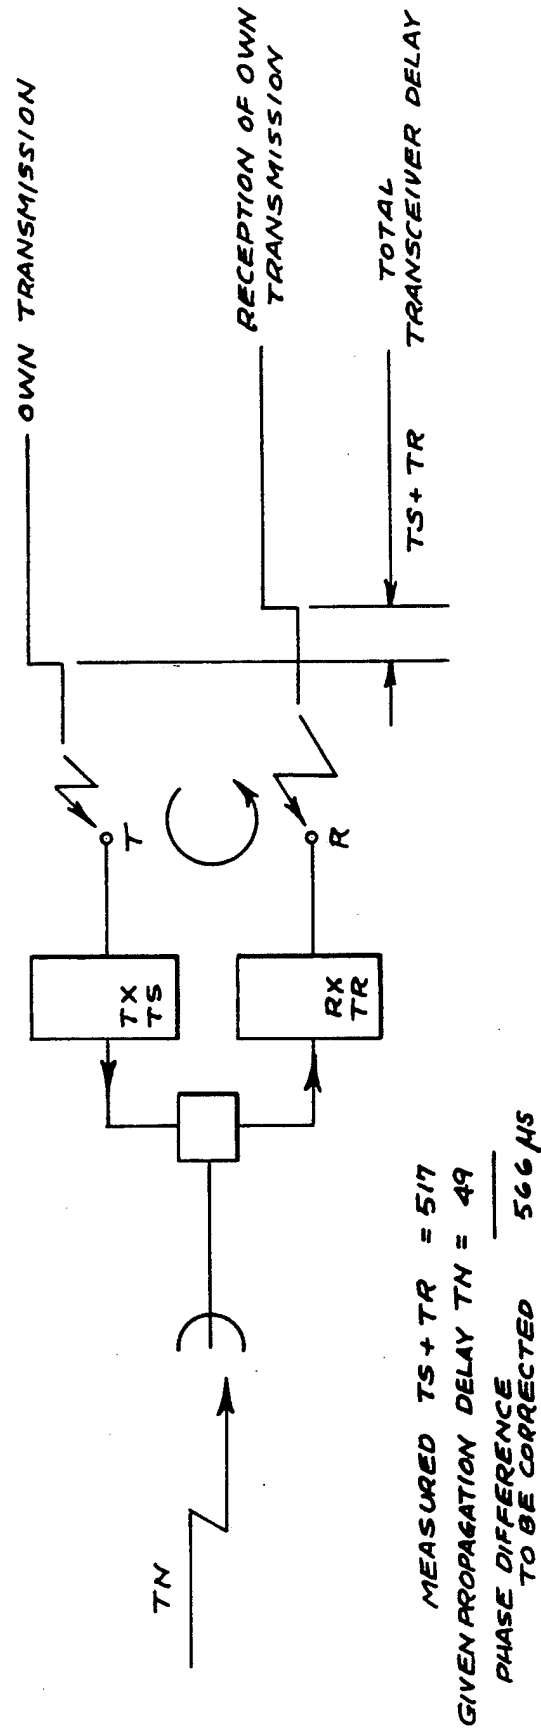 OWN TRANSMISSION
RECEPTION OF OWN
TRANSMISSION
TOTAL
TS + TR TRANSCEIVER DELAY
T
R
TX
TS
RX
TR
TN
MEASURED TS + TR = 517
GIVEN PROPAGATION DELAY TN = 49
PHASE DIFFERENCE
TO BE CORRECTED 566 µS